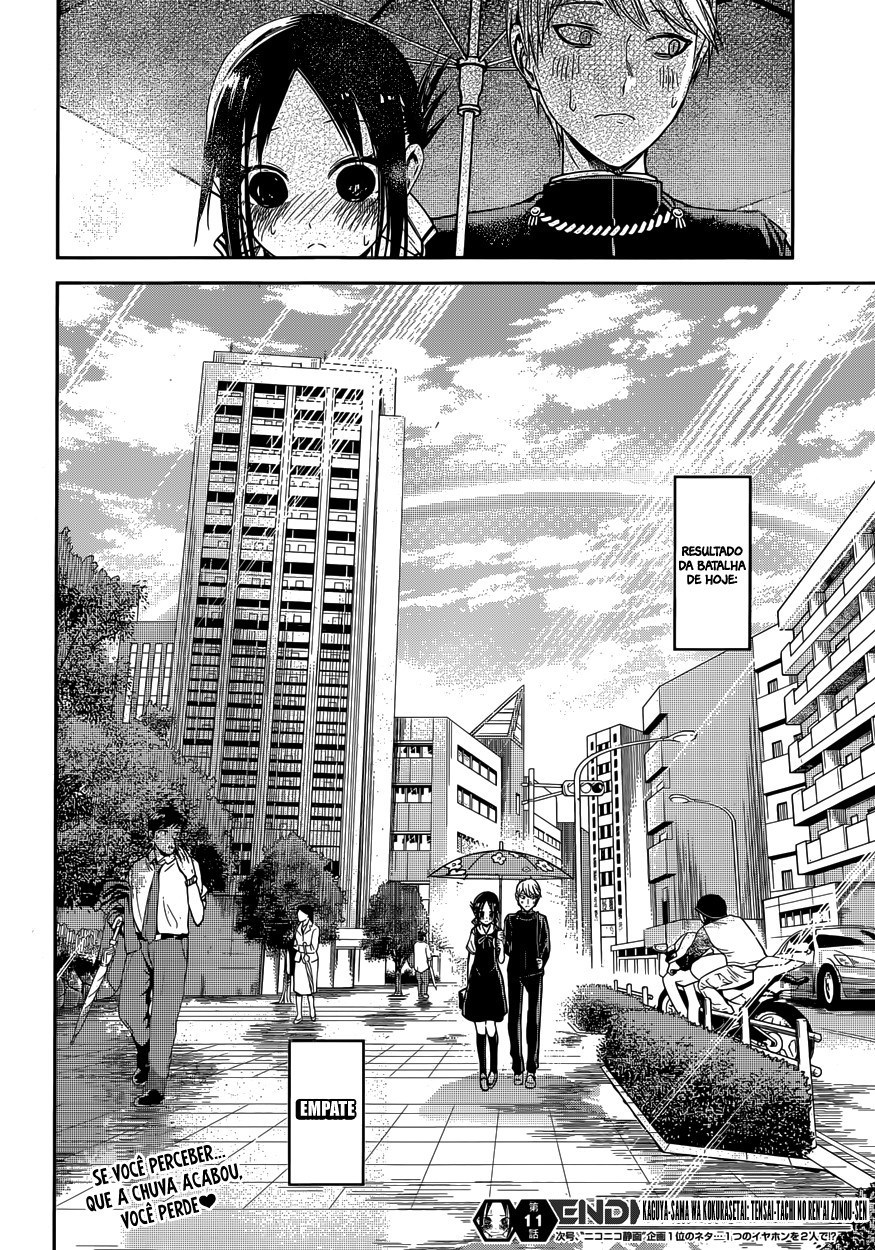 RESULTADO
DA BATALHA
DE HOJE:
EMPATE
SE VOCÊ PERCEBER...
QUE A CHUVA ACABOU,
VOCÊ PERDE♥
第
11
話
END
KAGUYA-SAMA WA KOKURASETAI: TENSAI-TACHI NO REN'AI ZUNOU-SEN
次号、"ニコニコ静画"企画1位のネタ…1つのイヤホンを2人で!?